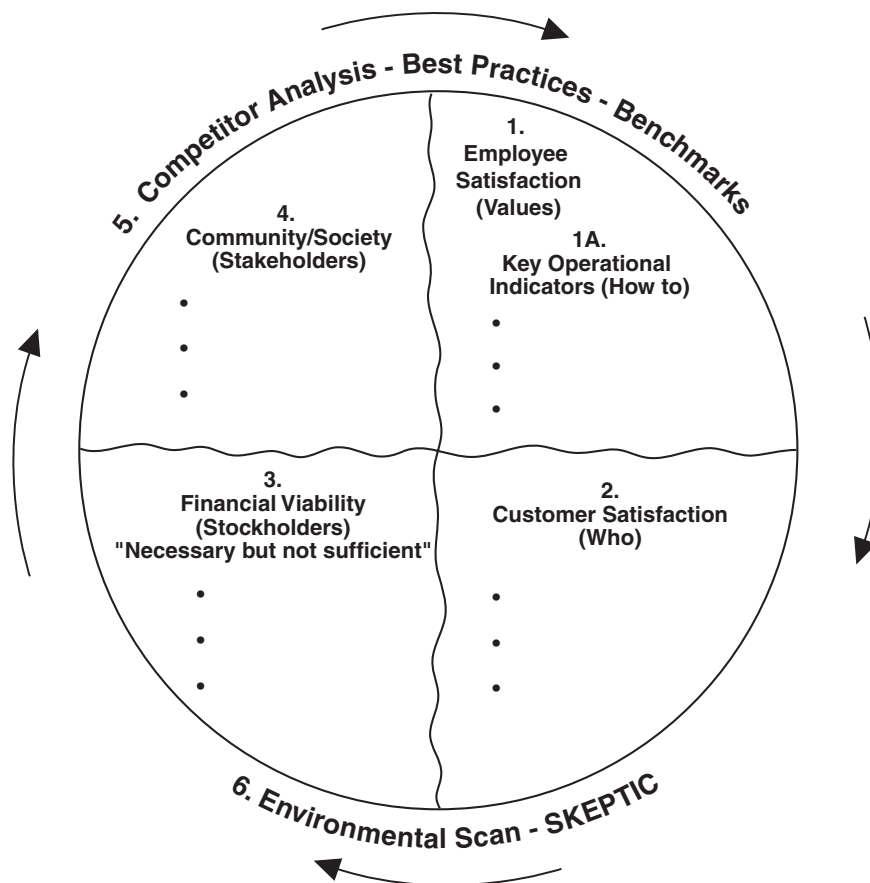 5. Competitor Analysis - Best Practices - Benchmarks
1.
Employee
Satisfaction
(Values)
1A.
Key Operational
Indicators (How to)
•
•
•
4.
Community/Society
(Stakeholders)
•
•
•
3.
Financial Viability
(Stockholders)
"Necessary but not sufficient"
•
•
•
2.
Customer Satisfaction
(Who)
•
•
•
6. Environmental Scan - SKEPTIC